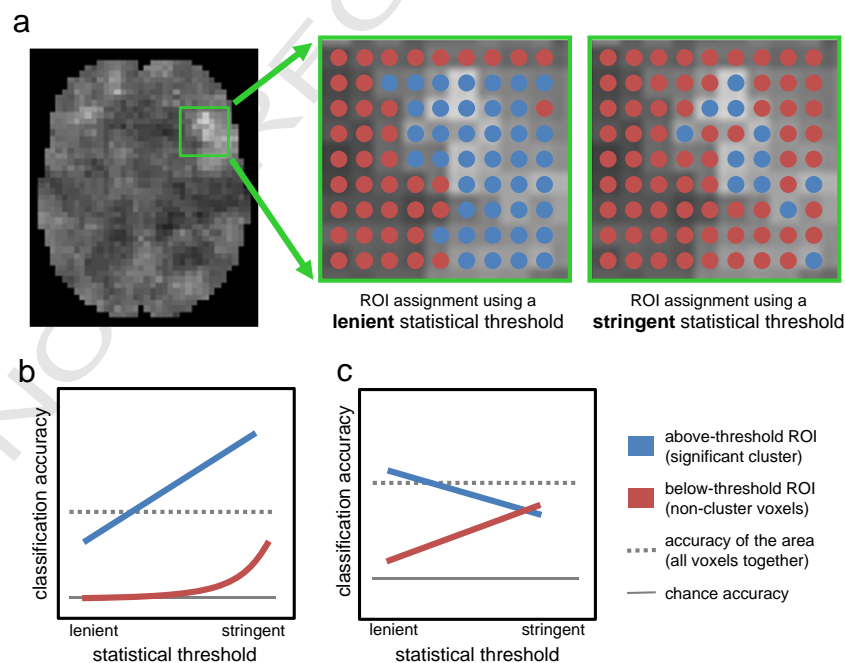 a
ROI assignment using a
lenient statistical threshold
ROI assignment using a
stringent statistical threshold
b
classification accuracy
lenient
stringent
statistical threshold
c
classification accuracy
lenient
stringent
statistical threshold
above-threshold ROI
(significant cluster)
below-threshold ROI
(non-cluster voxels)
accuracy of the area
(all voxels together)
chance accuracy